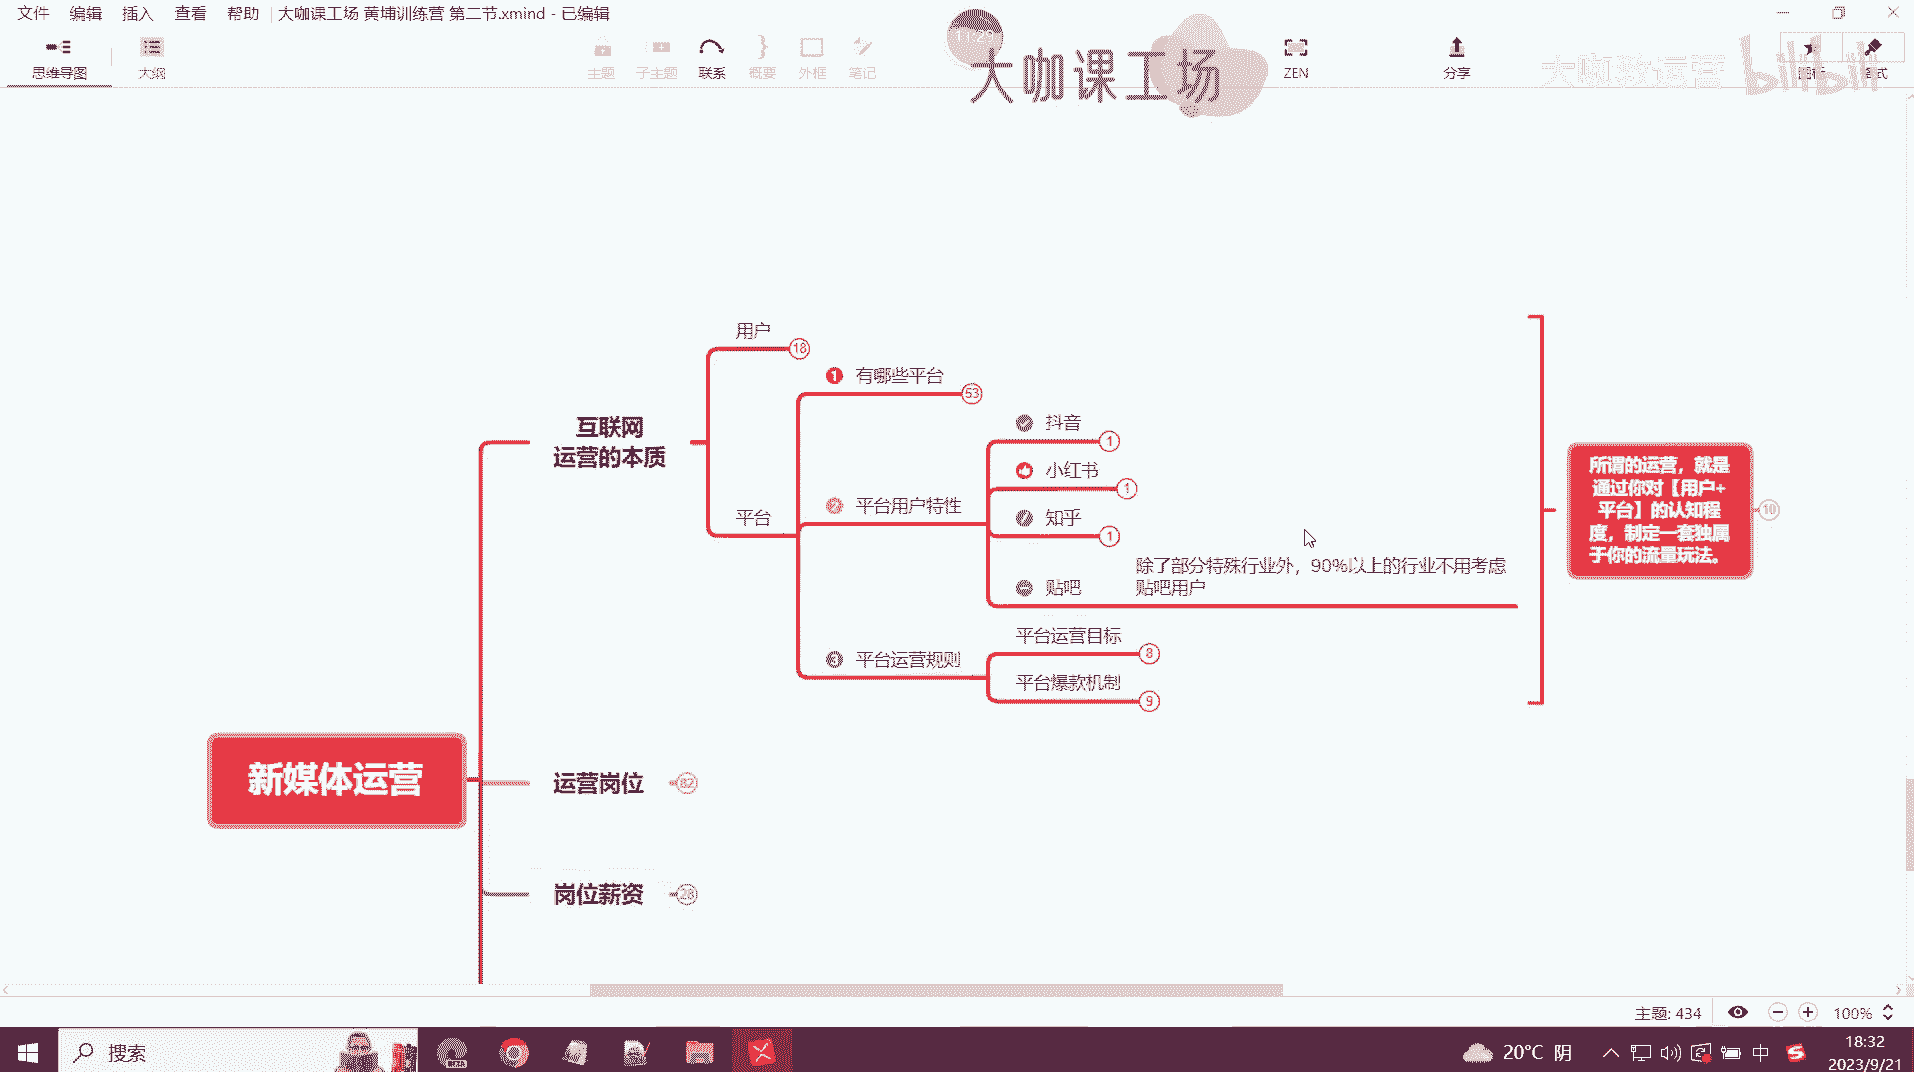 文件 编辑 插入 查看 帮助 大咖课工场 黄埔训练营 第二节.xmind - 已编辑
思维导图 大纲 主题 子主题 联系 概要 外框 笔记 ZEN 分享
大咖课工场
bilibili
用户 18
1 有哪些平台 53
抖音 1
互联网
运营的本质
小红书 1
平台用户特性
平台
知乎 1
除了部分特殊行业外，90%以上的行业不用考虑
贴吧用户
贴吧
平台运营目标 8
3 平台运营规则
平台爆款机制 9
所谓的运营，就是
通过你对【用户+
平台】的认知程
度，制定一套独属
于你的流量玩法。
10
新媒体运营
运营岗位 82
岗位薪资 28
主题: 434 100%
搜索
20°C 阴
中
18:32
2023/9/21